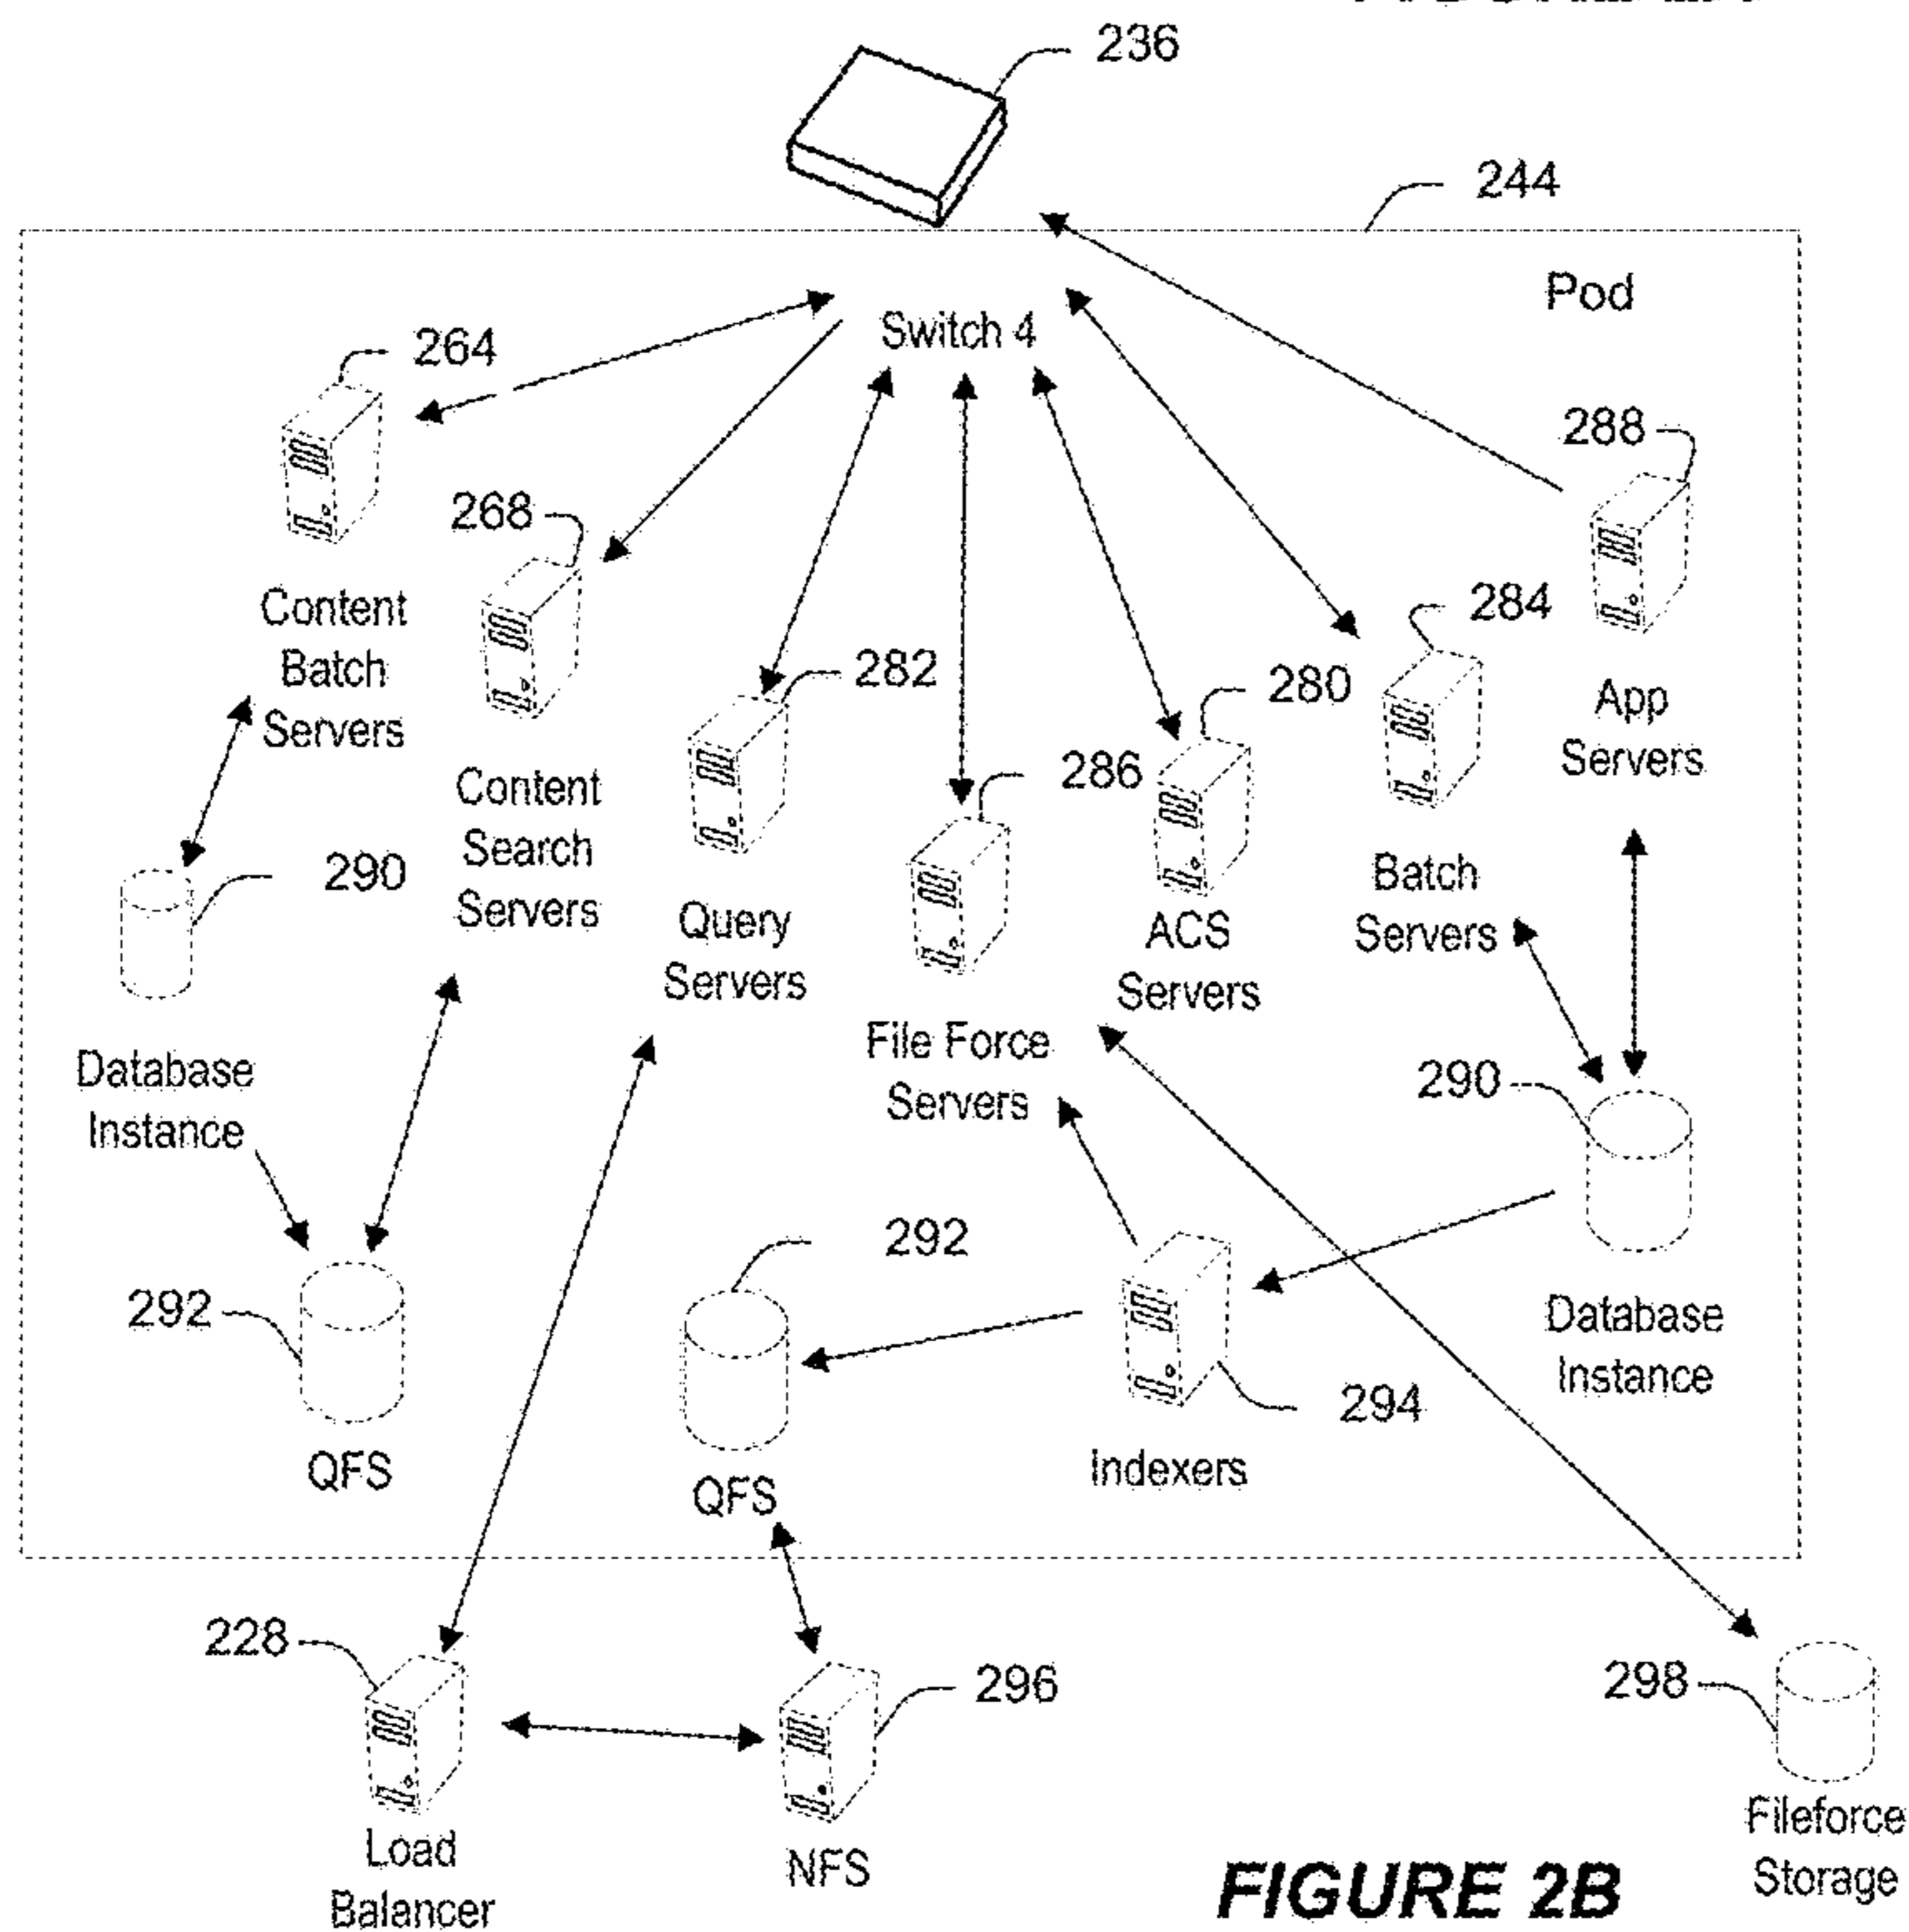 236
244
Pod
Switch 4
264
288
268
284
Content
Batch
Servers
282
280
App
Servers
286
Content
Search
Servers
290
Batch
Servers
Query
Servers
ACS
Servers
File Force
Servers
Database
Instance
290
292
292
Database
Instance
294
QFS
QFS
Indexers
228
296
298
Load
Balancer
NFS
Fileforce
Storage
FIGURE 2B